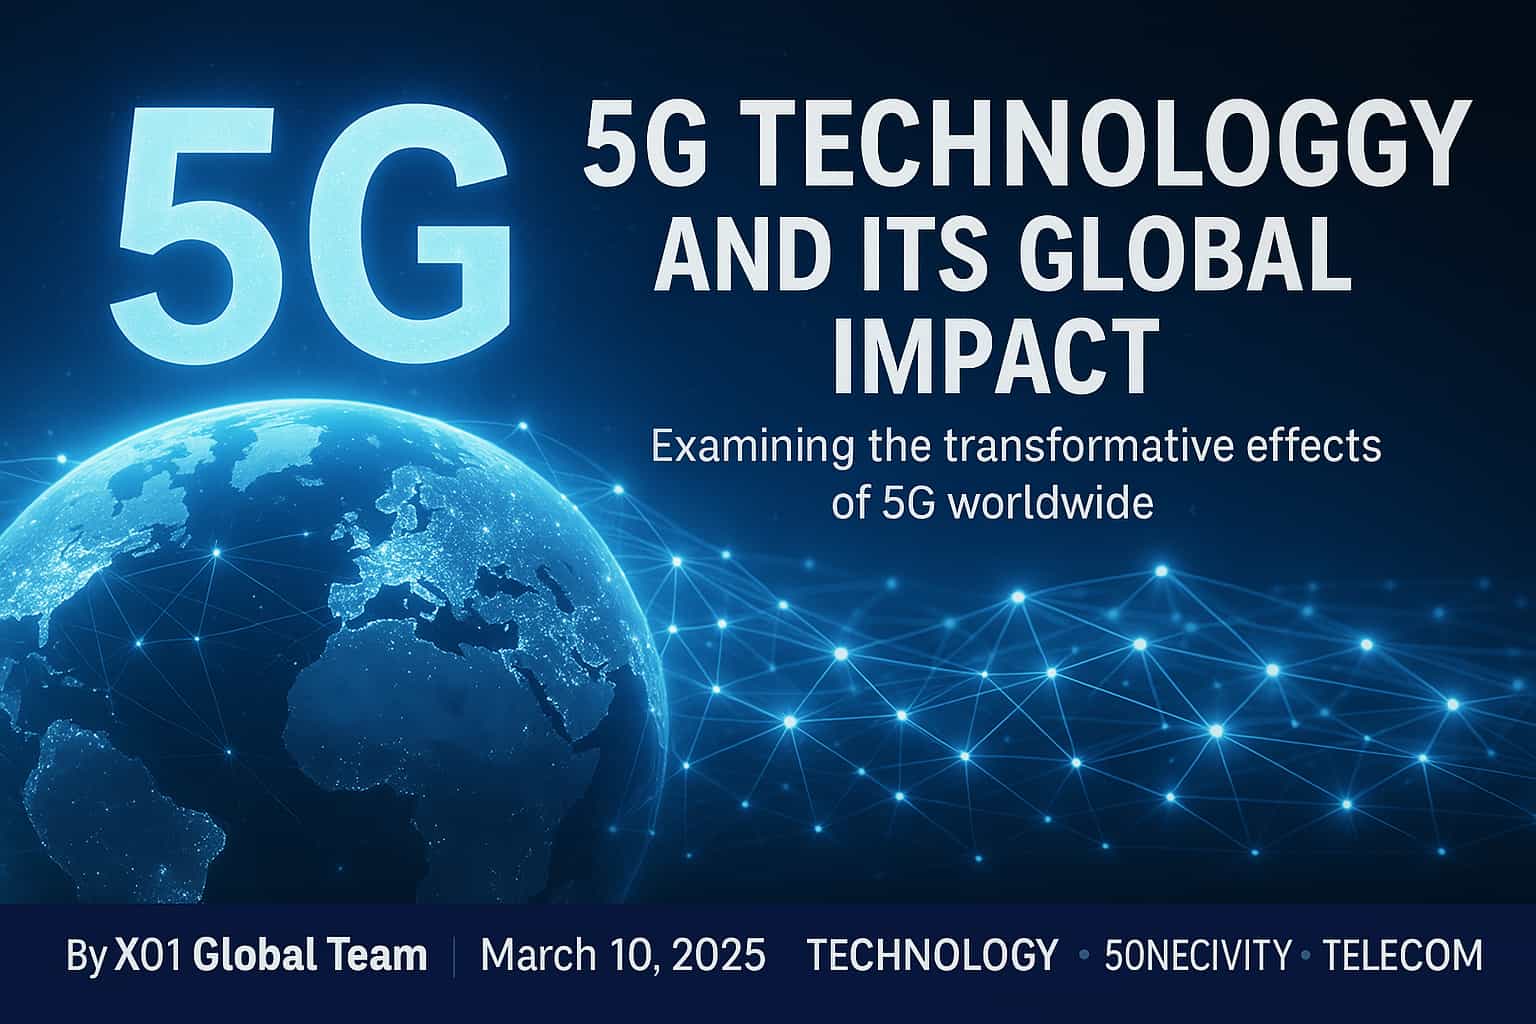 5G
5G TECHNOLOGGY
AND ITS GLOBAL
IMPACT
Examining the transformative effects
of 5G worldwide
By X01 Global Team | March 10, 2025 TECHNOLOGY • 50NECIVITY • TELECOM